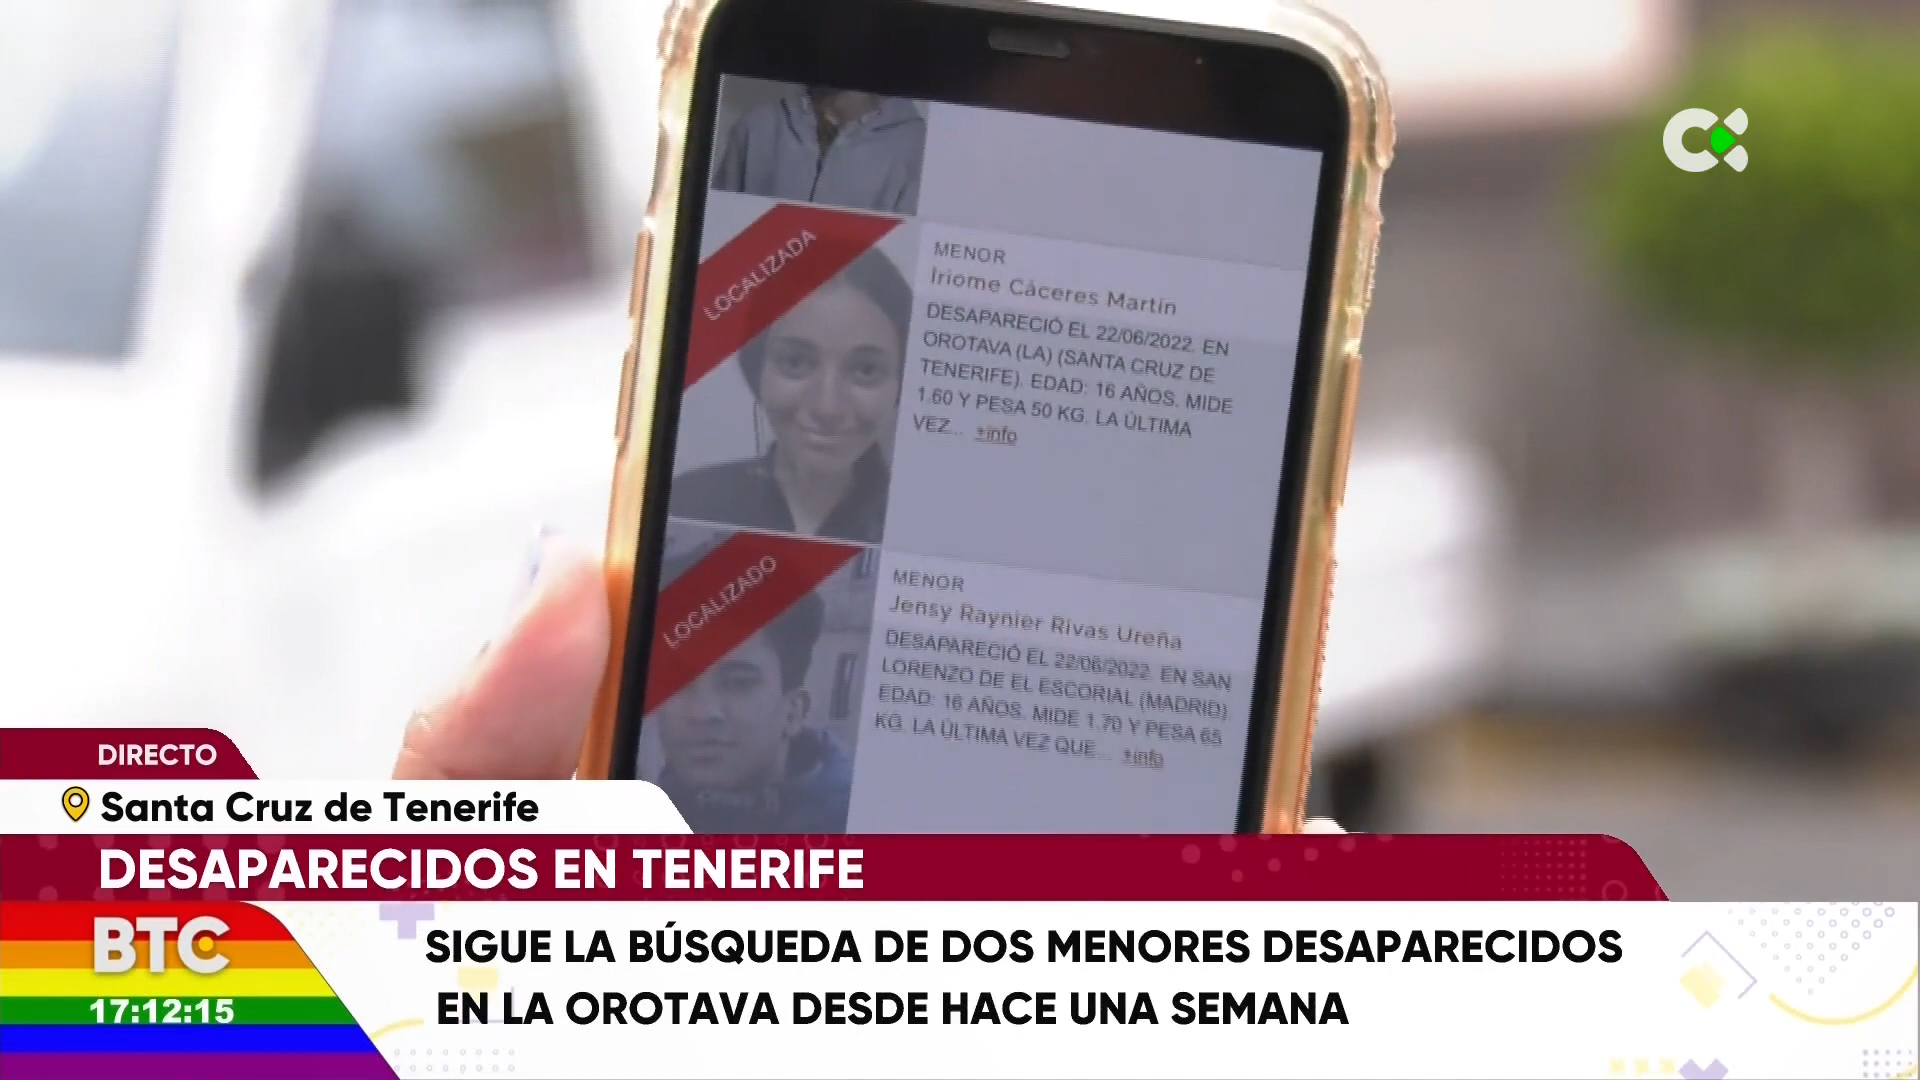 LOCALIZADA
MENOR
Iriome Cáceres Martín
DESAPARECIÓ EL 22/06/2022. EN
OROTAVA (LA) (SANTA CRUZ DE
TENERIFE). EDAD: 16 AÑOS. MIDE
1.60 Y PESA 50 KG. LA ÚLTIMA
VEZ... +info
LOCALIZADO
MENOR
Jensy Raynier Rivas Ureña
DESAPARECIÓ EL 22/06/2022. EN SAN
LORENZO DE EL ESCORIAL (MADRID).
EDAD: 16 AÑOS. MIDE 1.70 Y PESA 65
KG. LA ÚLTIMA VEZ QUE... +info
DIRECTO
Santa Cruz de Tenerife
DESAPARECIDOS EN TENERIFE
BTC
17:12:15
SIGUE LA BÚSQUEDA DE DOS MENORES DESAPARECIDOS
EN LA OROTAVA DESDE HACE UNA SEMANA